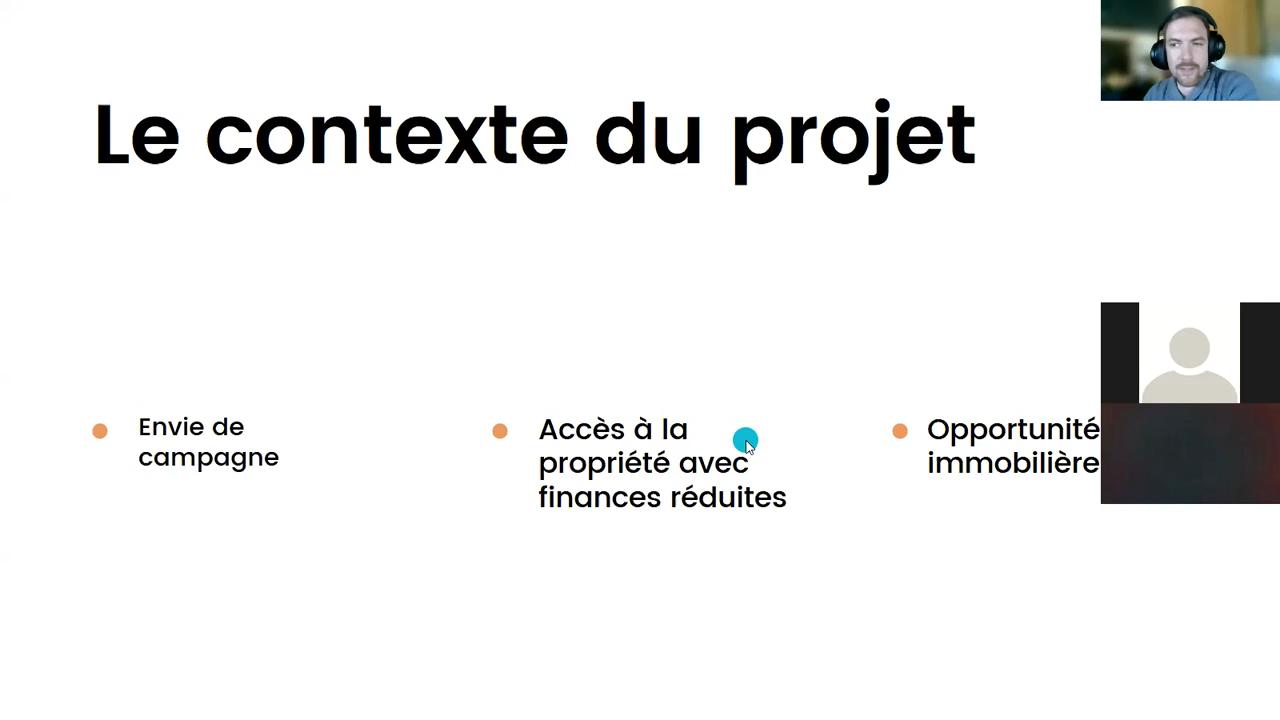 Le contexte du projet
Envie de
campagne
Accès à la
propriété avec
finances réduites
Opportunité
immobilière